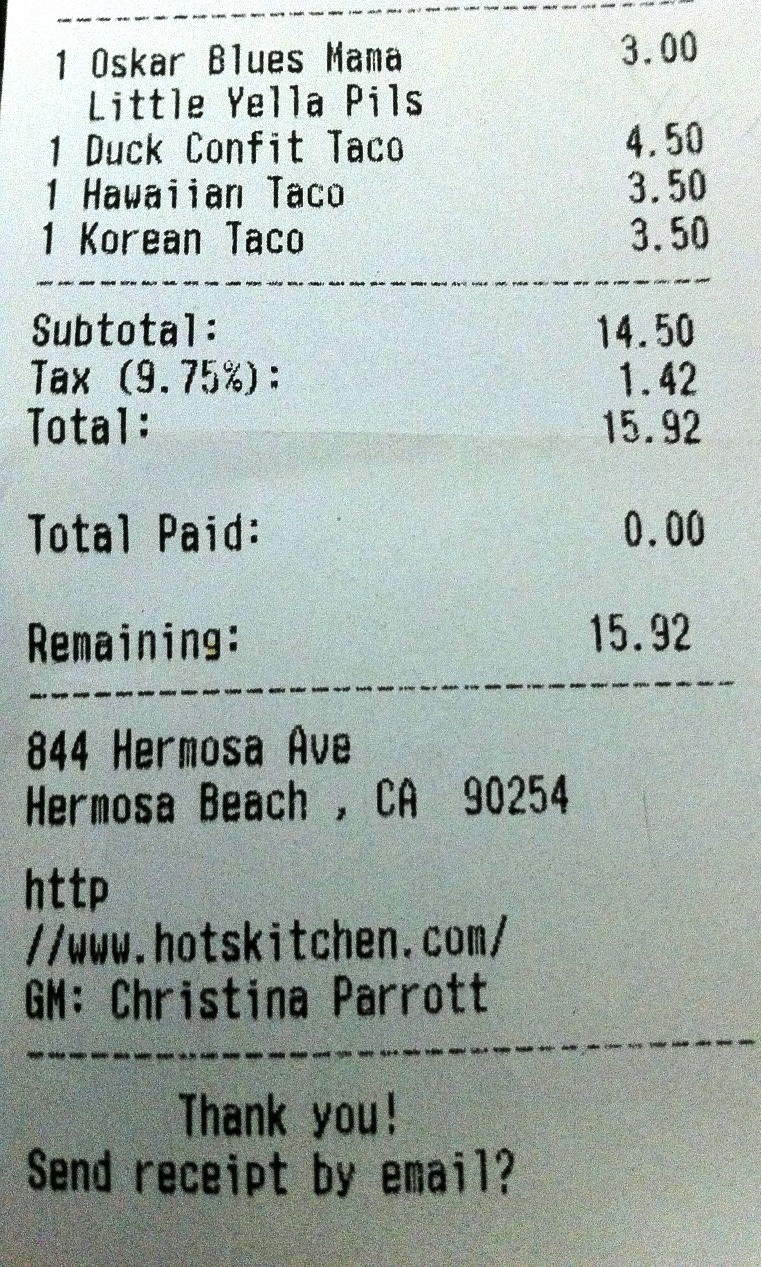 1 Oskar Blues Mama 3.00
Little Yella Pils
1 Duck Confit Taco 4.50
1 Hawaiian Taco 3.50
1 Korean Taco 3.50
Subtotal: 14.50
Tax (9.75%): 1.42
Total: 15.92
Total Paid: 0.00
Remaining: 15.92
844 Hermosa Ave
Hermosa Beach , CA 90254
http
//www.hotskitchen.com/
GM: Christina Parrott
Thank you!
Send receipt by email?